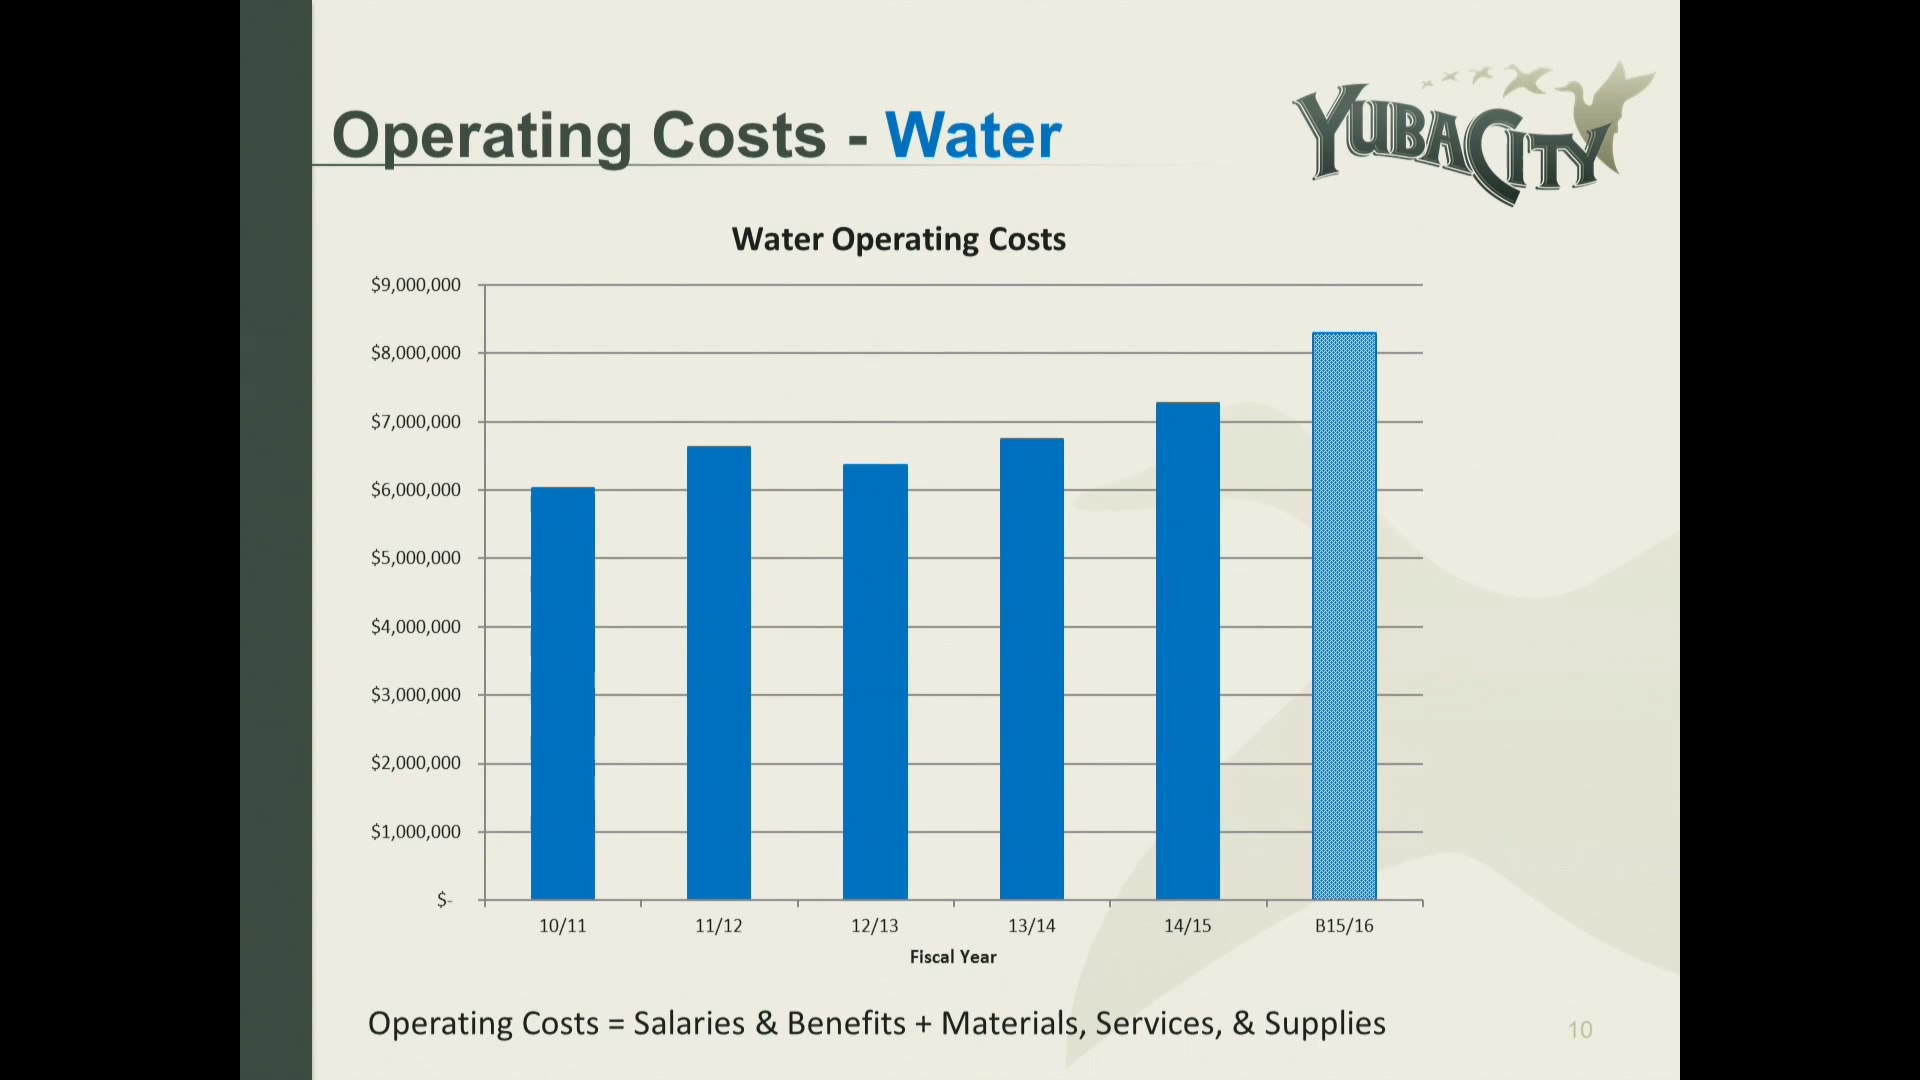 Operating Costs - Water
YUBA CITY
Water Operating Costs
$9,000,000
$8,000,000
$7,000,000
$6,000,000
$5,000,000
$4,000,000
$3,000,000
$2,000,000
$1,000,000
$-
10/11 11/12 12/13 13/14 14/15 B15/16
Fiscal Year
Operating Costs = Salaries & Benefits + Materials, Services, & Supplies
10